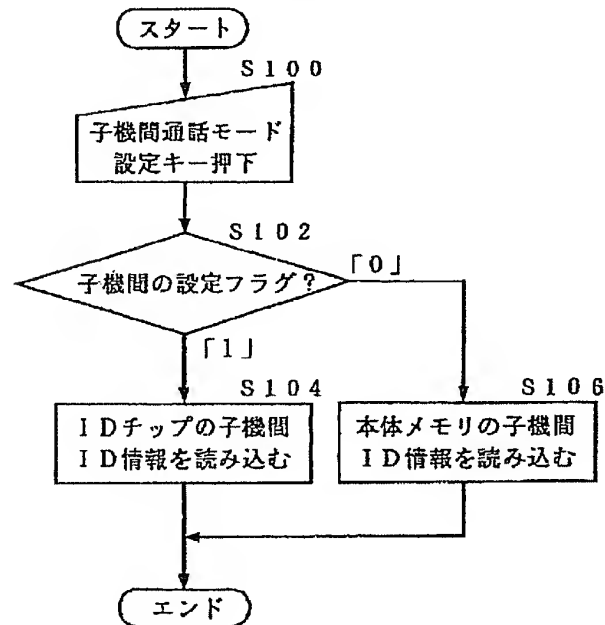 スタート
S100
子機間通話モード
設定キー押下
S102
子機間の設定フラグ?
「0」
「1」
S104
IDチップの子機間
ID情報を読み込む
S106
本体メモリの子機間
ID情報を読み込む
エンド